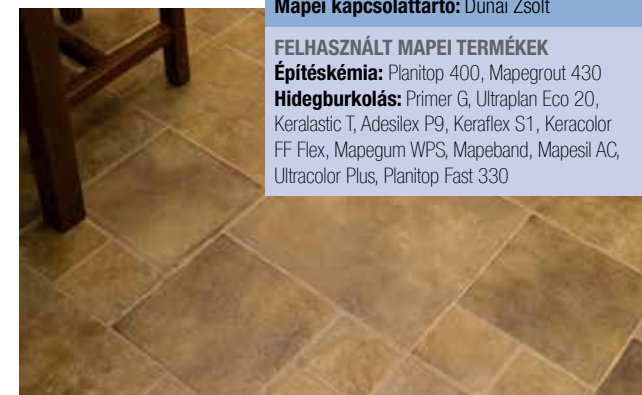 Mapei kapcsolattartó: Dunai Zsolt
FELHASZNÁLT MAPEI TERMÉKEK
Építéskémia: Planitop 400, Mapegrout 430
Hidegburkolás: Primer G, Ultraplan Eco 20,
Keralastic T, Adesilex P9, Keraflex S1, Keracolor
FF Flex, Mapegum WPS, Mapeband, Mapesil AC,
Ultracolor Plus, Planitop Fast 330